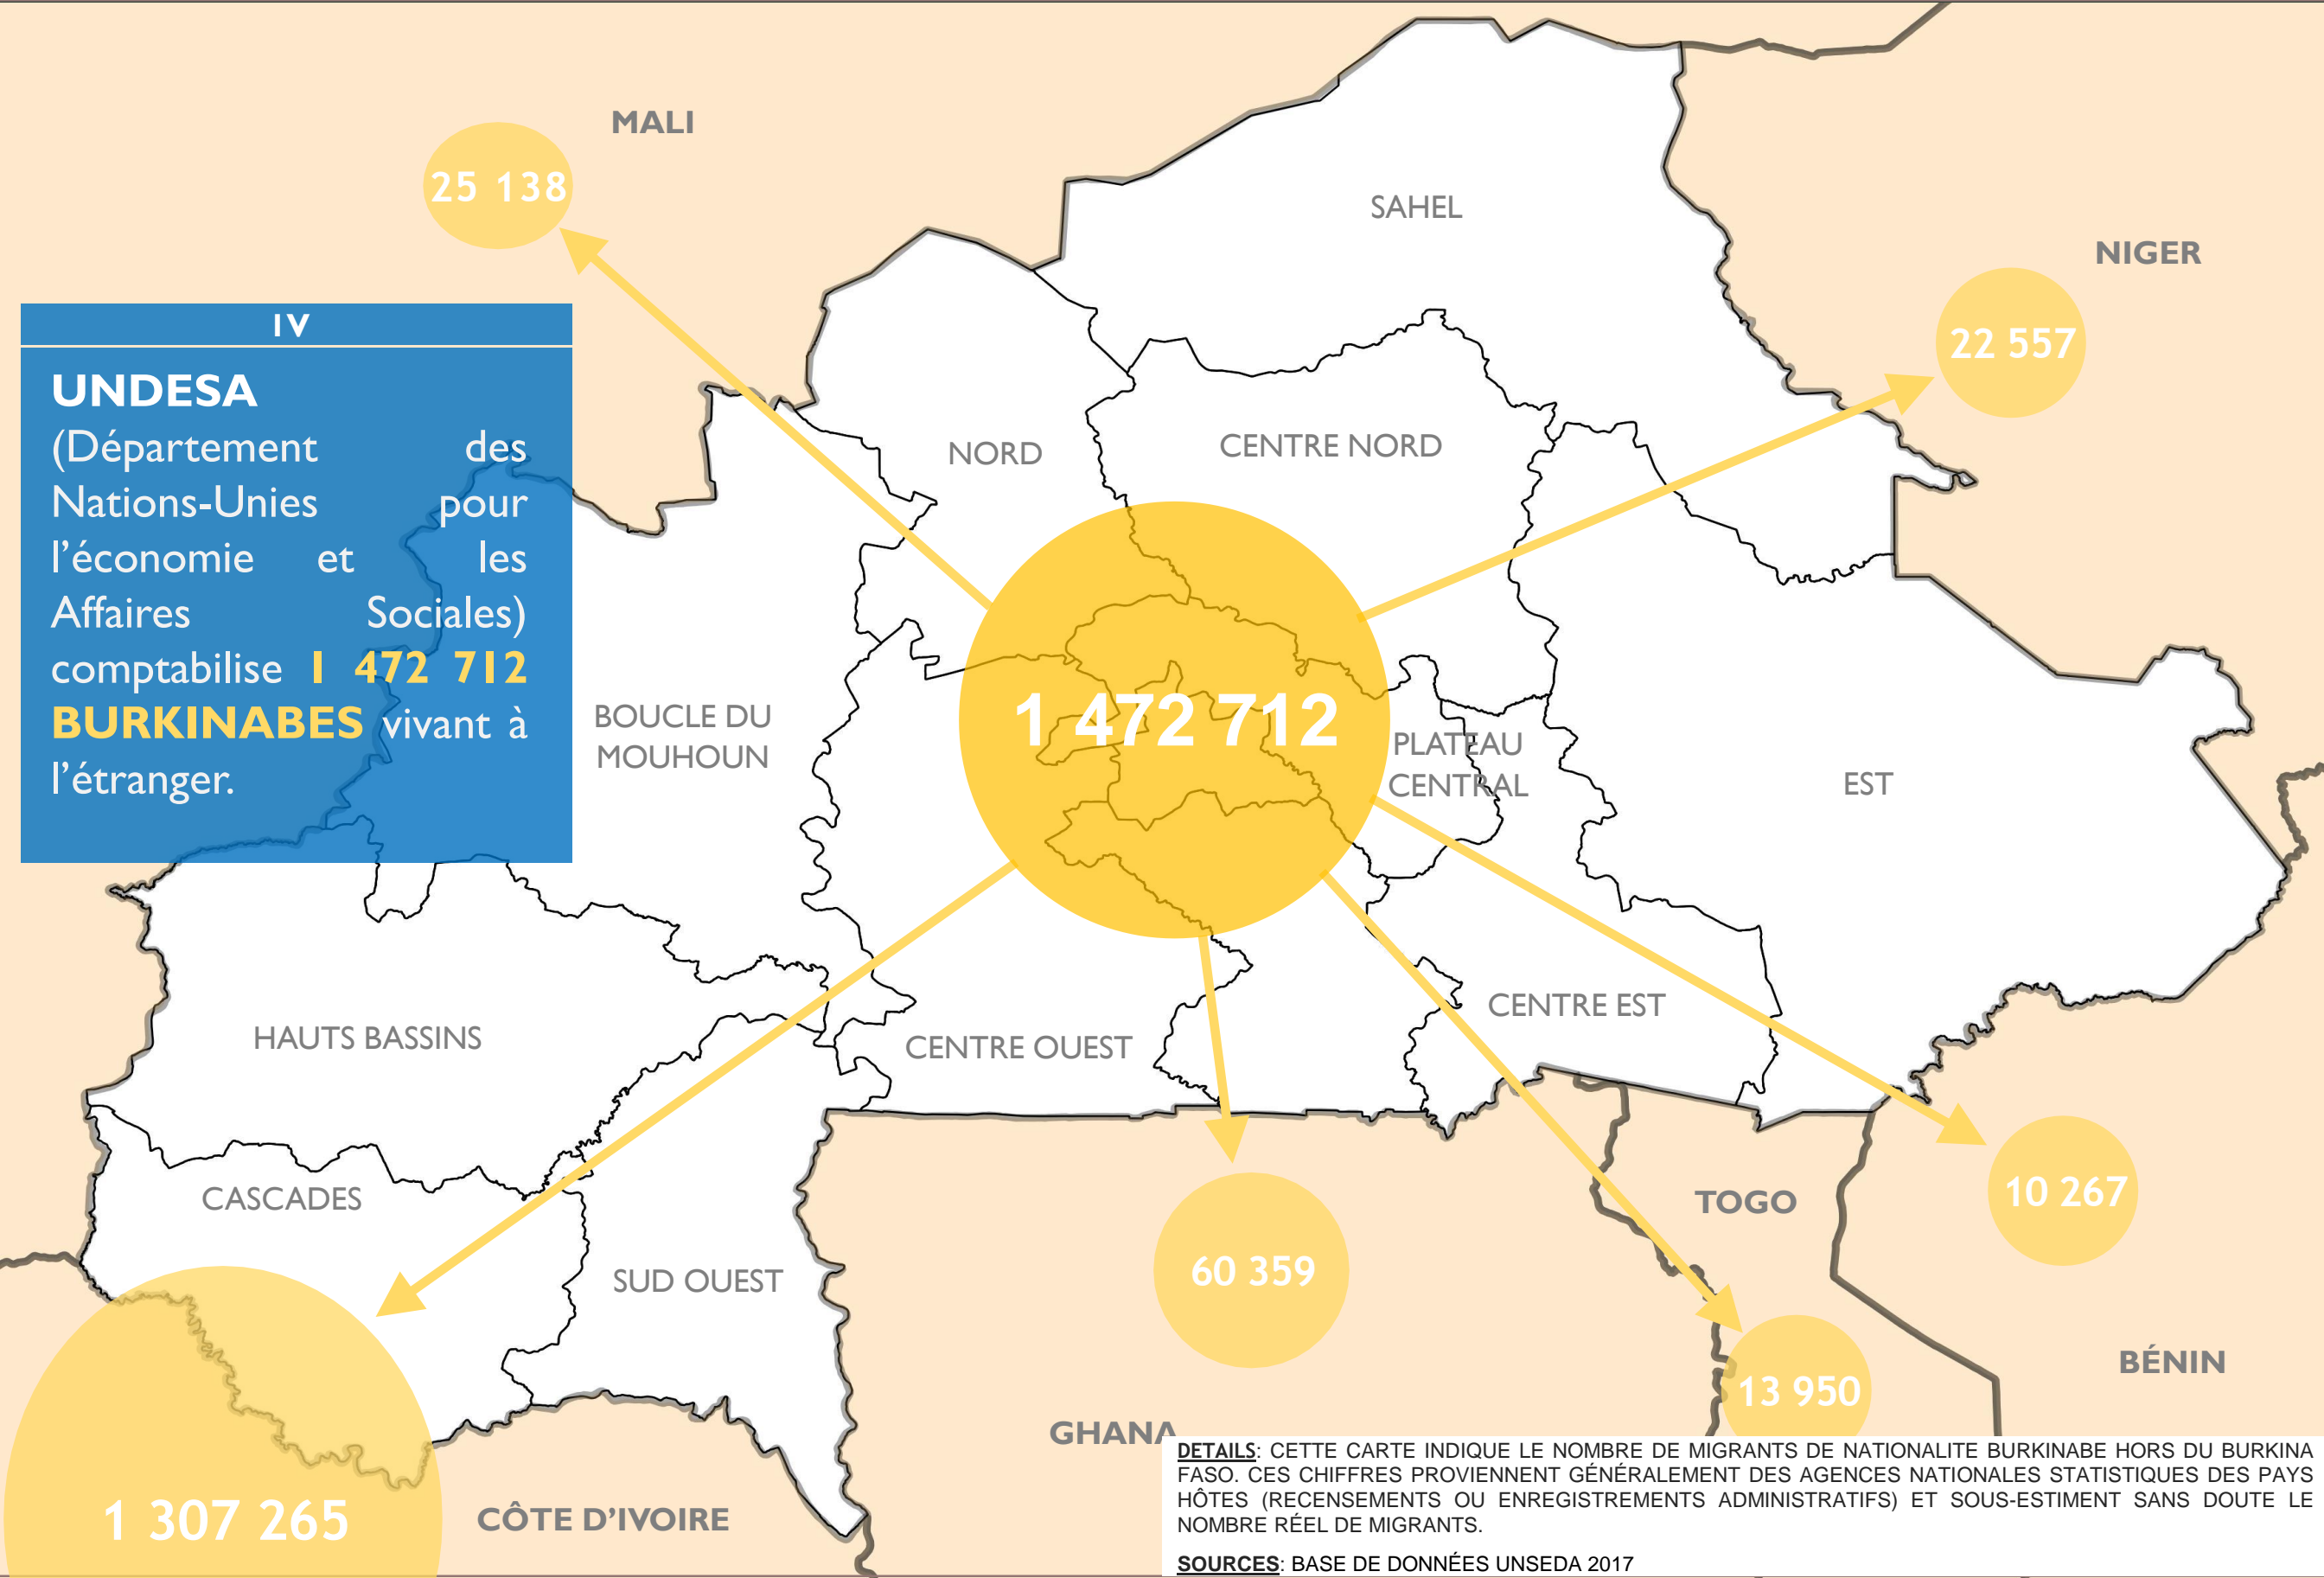 MALI
25 138
SAHEL
NIGER
22 557
IV
UNDESA
(Département des
Nations-Unies pour
l'économie et les
Affaires Sociales)
comptabilise 1 472 712
BURKINABES vivant à
l'étranger.
NORD
CENTRE NORD
1 472 712
BOUCLE DU
MOUHOUN
PLATEAU
CENTRAL
EST
HAUTS BASSINS
CENTRE OUEST
CENTRE EST
CASCADES
SUD OUEST
60 359
TOGO
10 267
13 950
BÉNIN
GHANA
1 307 265
CÔTE D'IVOIRE
DETAILS: CETTE CARTE INDIQUE LE NOMBRE DE MIGRANTS DE NATIONALITE BURKINABE HORS DU BURKINA
FASO. CES CHIFFRES PROVIENNENT GÉNÉRALEMENT DES AGENCES NATIONALES STATISTIQUES DES PAYS
HÔTES (RECENSEMENTS OU ENREGISTREMENTS ADMINISTRATIFS) ET SOUS-ESTIMENT SANS DOUTE LE
NOMBRE RÉEL DE MIGRANTS.
SOURCES: BASE DE DONNÉES UNSEDA 2017